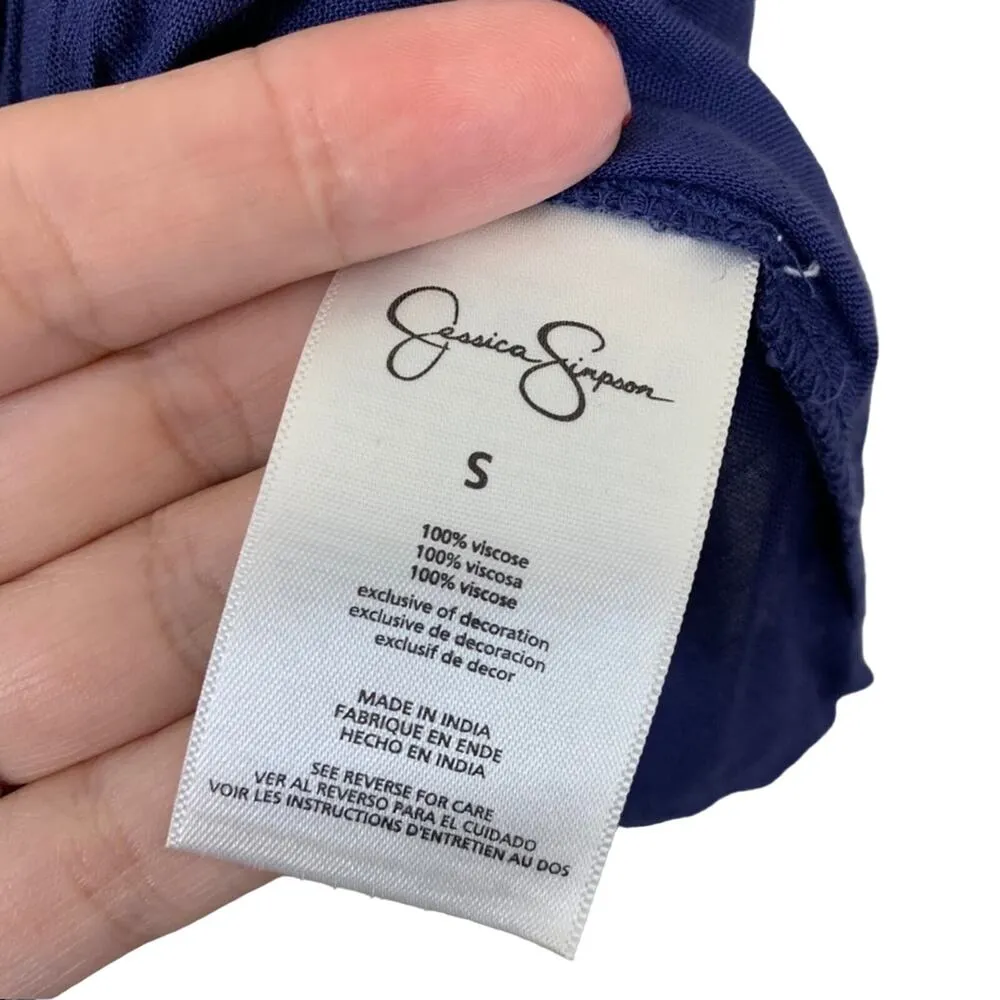 Jessica Simpson
S
100% viscose
100% viscosa
100% viscose
exclusive of decoration
exclusive de decoracion
exclusif de decor
MADE IN INDIA
FABRIQUE EN ENDE
HECHO EN INDIA
SEE REVERSE FOR CARE
VER AL REVERSO PARA EL CUIDADO
VOIR LES INSTRUCTIONS D'ENTRETIEN AU DOS